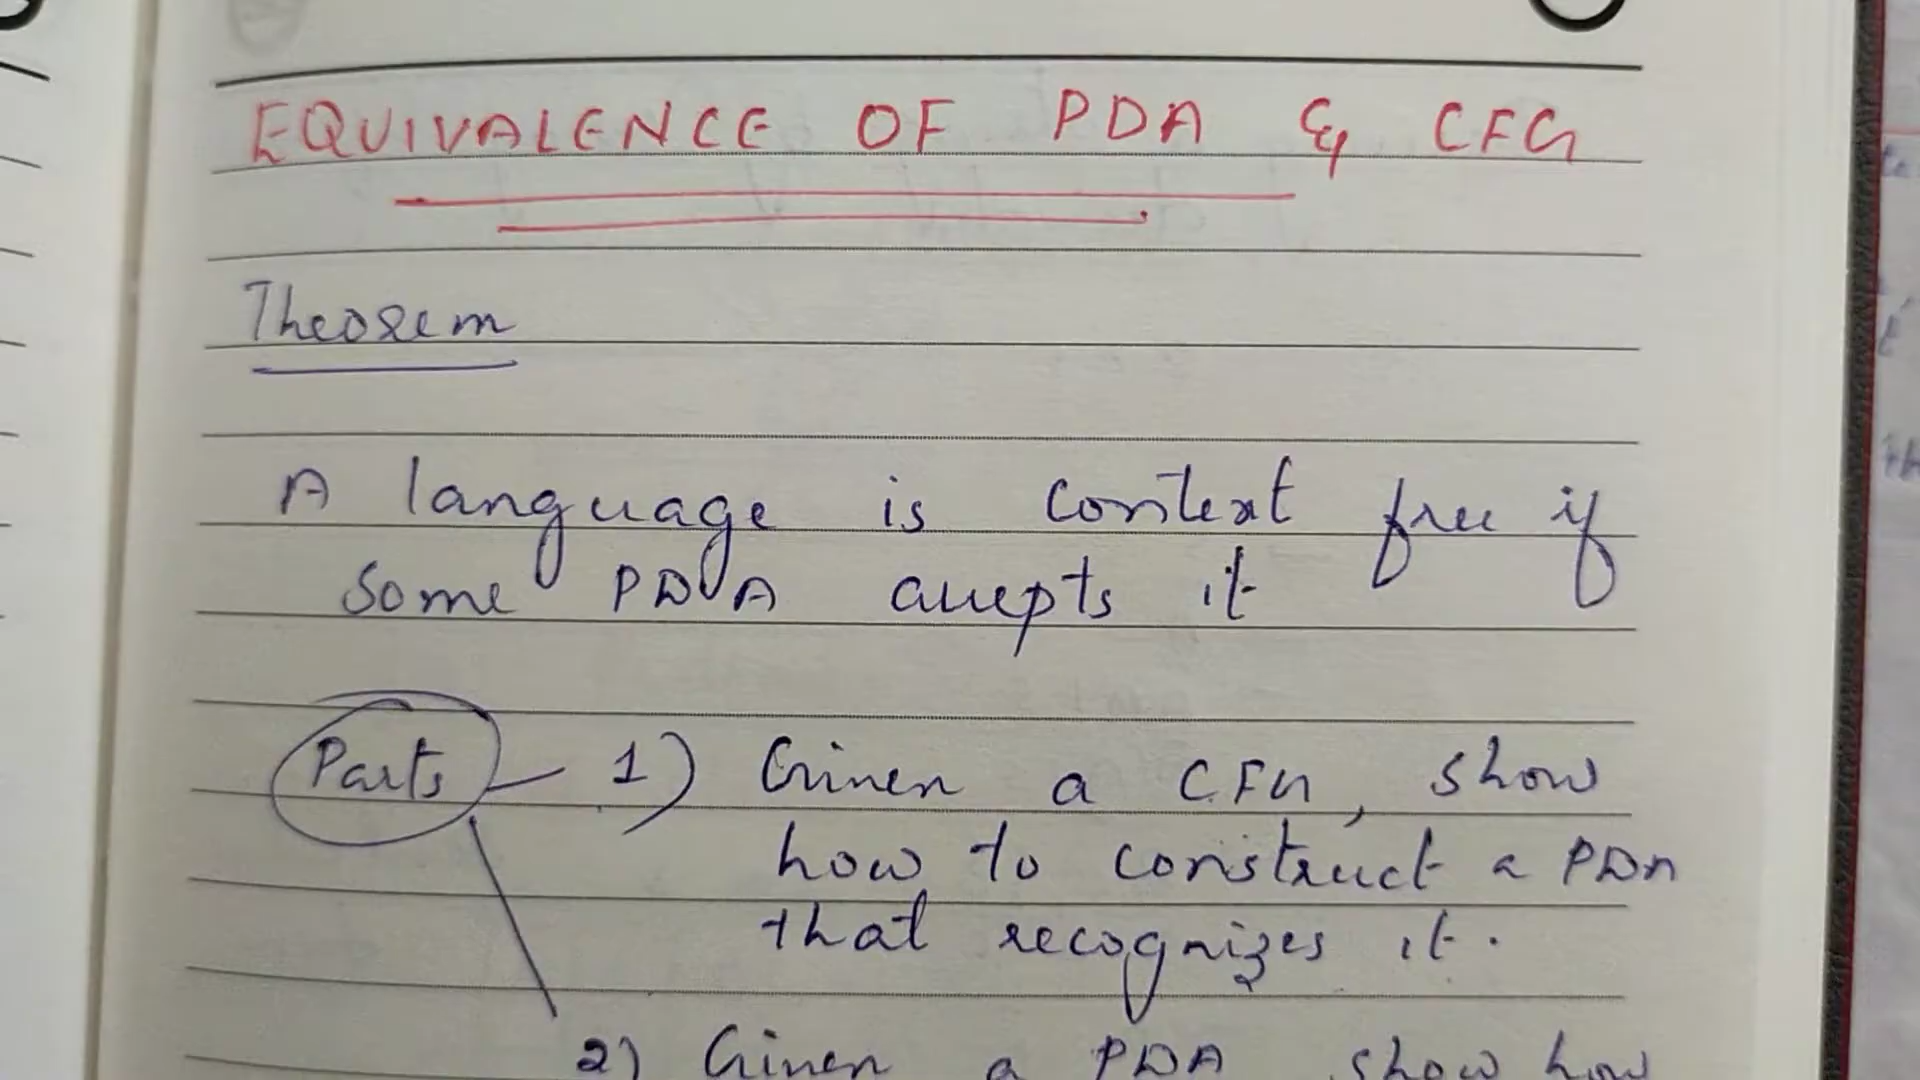 EQUIVALENCE OF PDA & CFG
Theorem
A language is context free if
some PDA accepts it
Parts - 1) Given a CFG, show
how to construct a PDA
that recognizes it.
2) Given a PDA show how